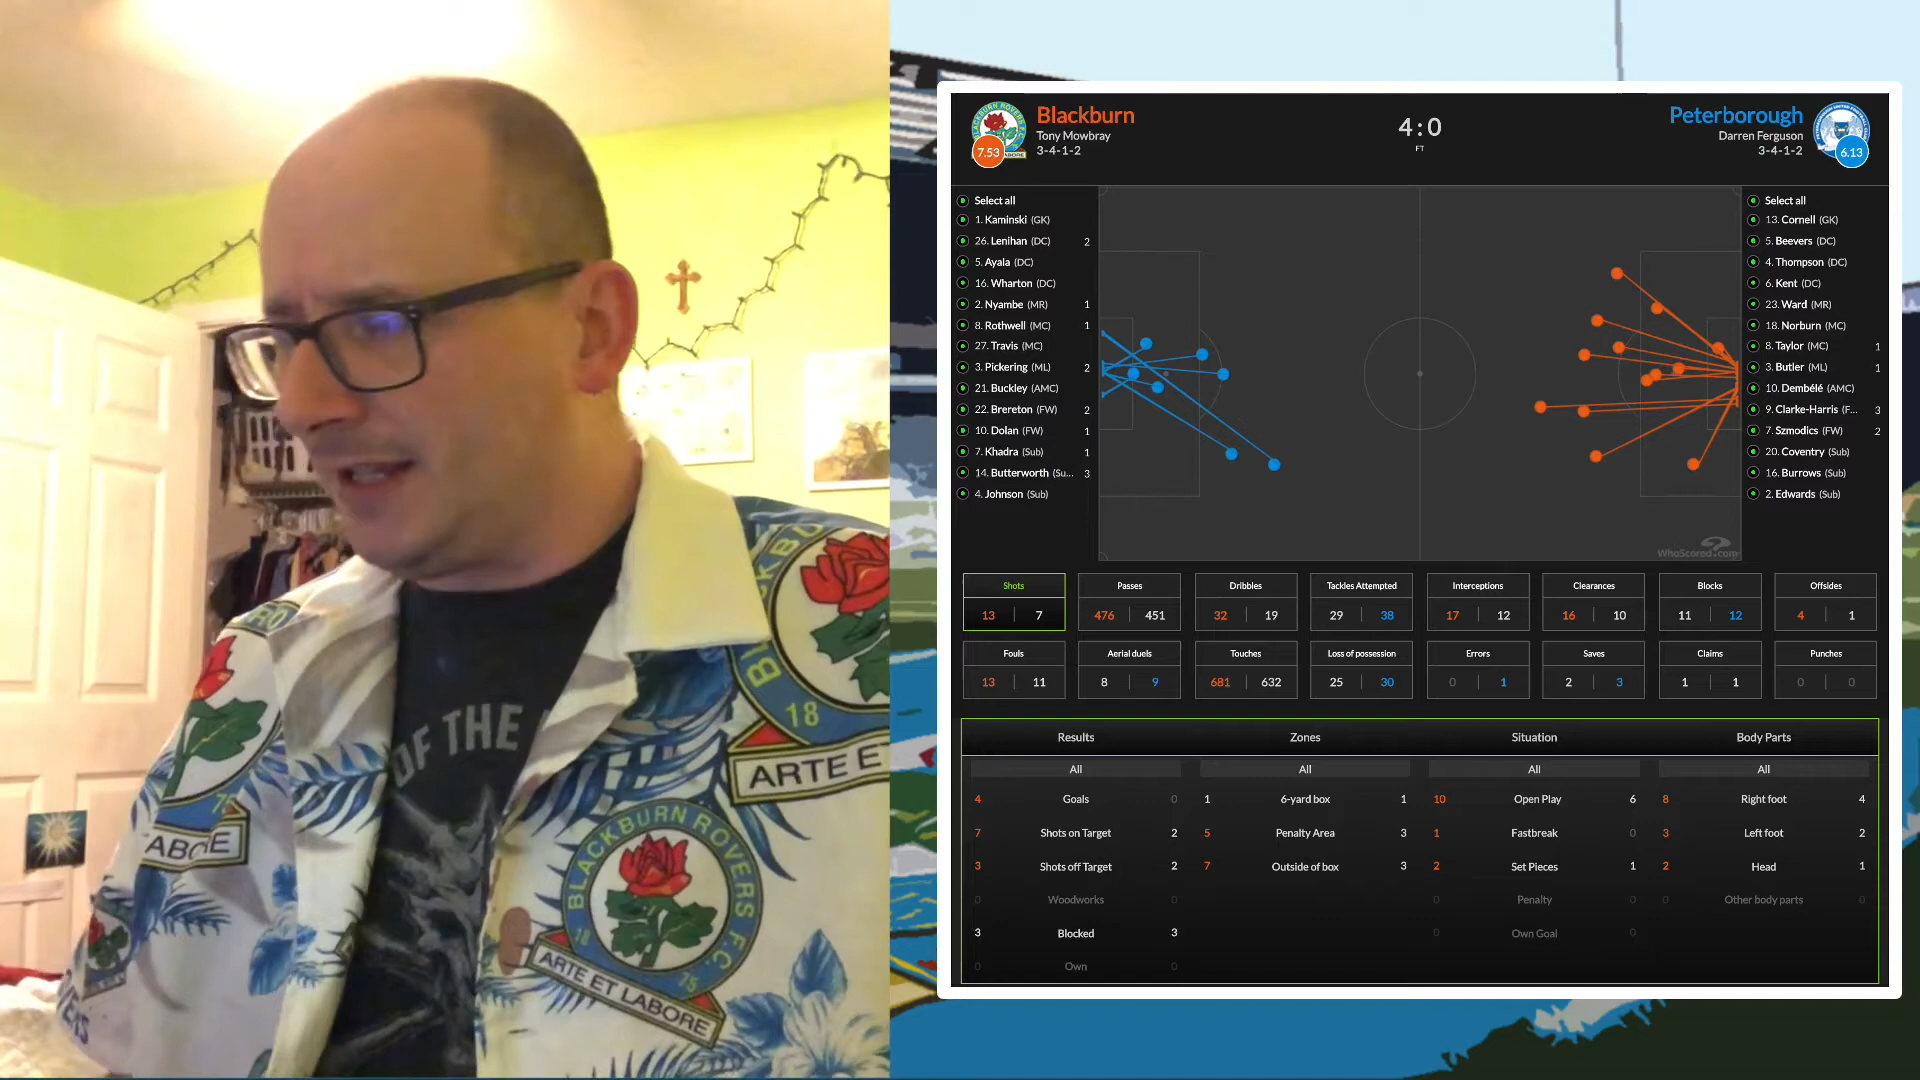 OF THE
BLACKBU
18
ARTE ET
ABORE
BLACKBURN ROVERS F.C.
18 75
ARTE ET LABORE
Blackburn
Tony Mowbray
3-4-1-2
7.53
4 : 0
FT
Peterborough
Darren Ferguson
3-4-1-2
6.13
Select all
1. Kaminski (GK)
26. Lenihan (DC) 2
5. Ayala (DC)
16. Wharton (DC)
2. Nyambe (MR) 1
8. Rothwell (MC) 1
27. Travis (MC)
3. Pickering (ML) 2
21. Buckley (AMC)
22. Brereton (FW) 2
10. Dolan (FW) 1
7. Khadra (Sub) 1
14. Butterworth (Su... 3
4. Johnson (Sub)
Select all
13. Cornell (GK)
5. Beevers (DC)
4. Thompson (DC)
6. Kent (DC)
23. Ward (MR)
18. Norburn (MC)
8. Taylor (MC) 1
3. Butler (ML) 1
10. Dembélé (AMC)
9. Clarke-Harris (F... 3
7. Szmodics (FW) 2
20. Coventry (Sub)
16. Burrows (Sub)
2. Edwards (Sub)
WhoScored.com
Shots Passes Dribbles Tackles Attempted Interceptions Clearances Blocks Offsides
13 7 476 451 32 19 29 38 17 12 16 10 11 12 4 1
Fouls Aerial duels Touches Loss of possession Errors Saves Claims Punches
13 11 8 9 681 632 25 30 0 1 2 3 1 1 0 0
Results Zones Situation Body Parts
All All All All
4 Goals 0 1 6-yard box 1 10 Open Play 6 8 Right foot 4
7 Shots on Target 2 5 Penalty Area 3 1 Fastbreak 0 3 Left foot 2
3 Shots off Target 2 7 Outside of box 3 2 Set Pieces 1 2 Head 1
0 Woodworks 0 0 Penalty 0 0 Other body parts 0
3 Blocked 3 0 Own Goal 0
0 Own 0